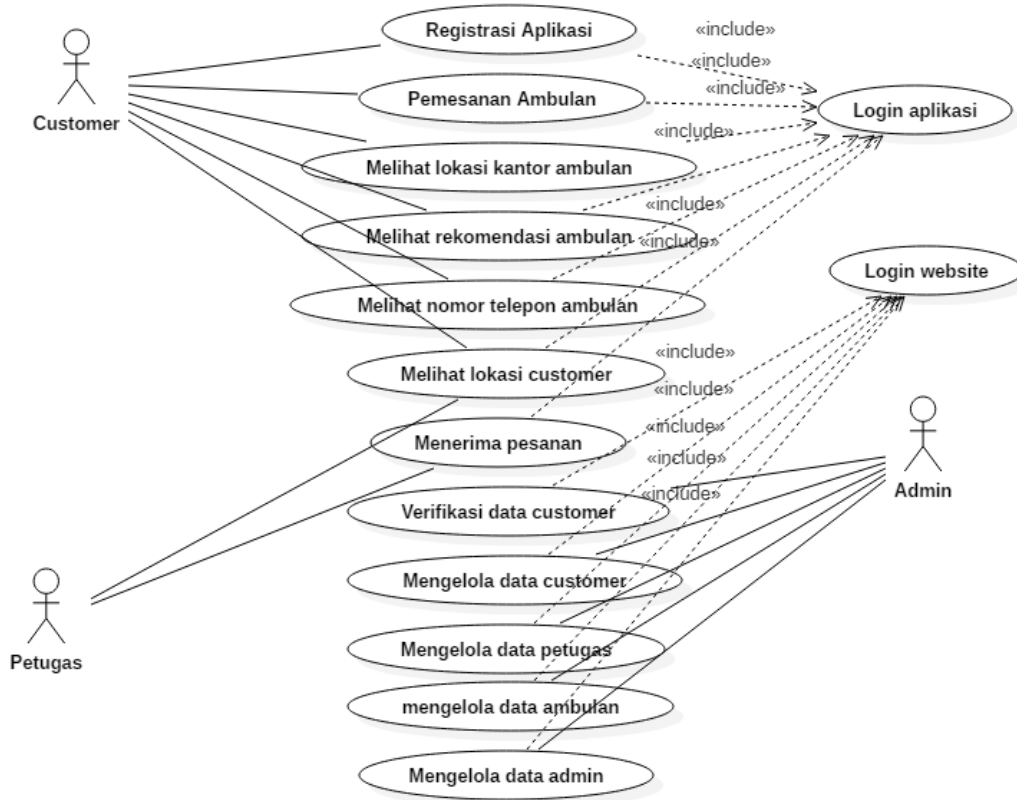 Registrasi Aplikasi
«include»
«include»
«include»
Pemesanan Ambulan
Login aplikasi
Customer
«include»
Melihat lokasi kantor ambulan
«include»
Melihat rekomendasi ambulan
«include»
Login website
Melihat nomor telepon ambulan
«include»
Melihat lokasi customer
«include»
«include»
Menerima pesanan
«include»
Admin
«include»
Verifikasi data customer
Mengelola data customer
Petugas
Mengelola data petugas
mengelola data ambulan
Mengelola data admin